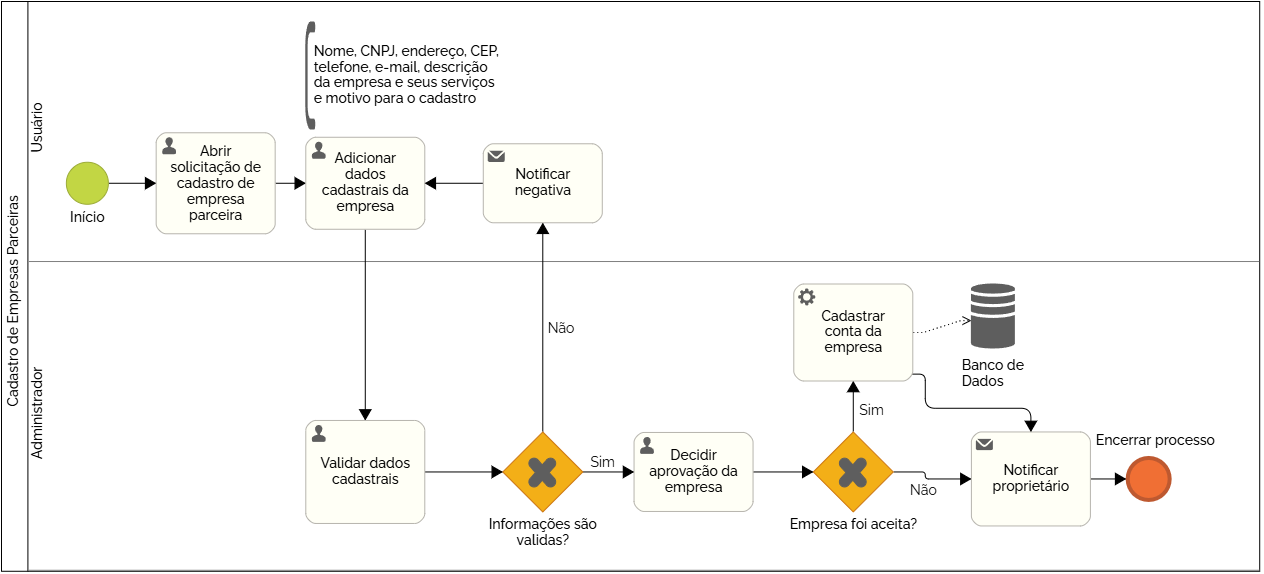 Cadastro de Empresas Parceiras
Usuário
Nome, CNPJ, endereço, CEP,
telefone, e-mail, descrição
da empresa e seus serviços
e motivo para o cadastro
Início
Abrir
solicitação de
cadastro de
empresa
parceira
Adicionar
dados
cadastrais da
empresa
Notificar
negativa
Administrador
Validar dados
cadastrais
Não
Informações são
validas?
Sim
Decidir
aprovação da
empresa
Empresa foi aceita?
Sim
Cadastrar
conta da
empresa
Banco de
Dados
Não
Notificar
proprietário
Encerrar processo